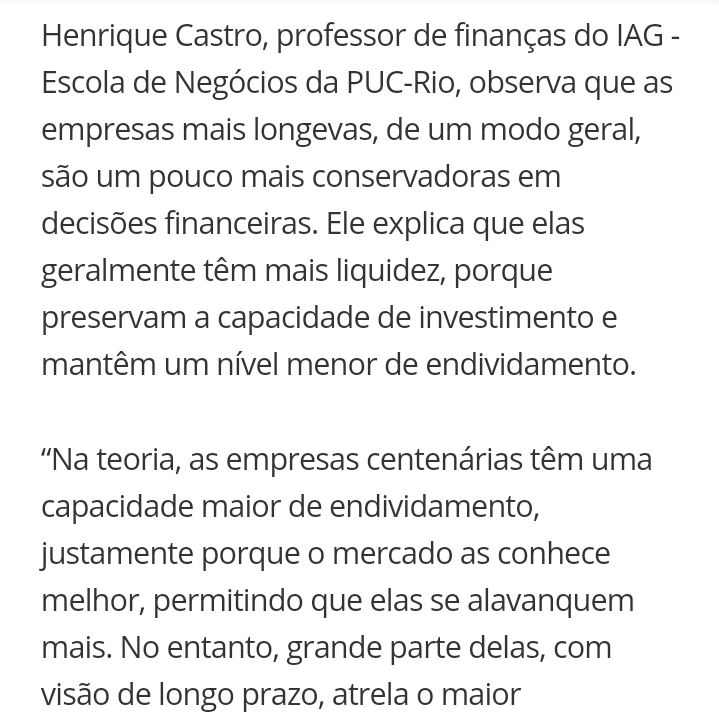 Henrique Castro, professor de finanças do IAG -
Escola de Negócios da PUC-Rio, observa que as
empresas mais longevas, de um modo geral,
são um pouco mais conservadoras em
decisões financeiras. Ele explica que elas
geralmente têm mais liquidez, porque
preservam a capacidade de investimento e
mantêm um nível menor de endividamento.
“Na teoria, as empresas centenárias têm uma
capacidade maior de endividamento,
justamente porque o mercado as conhece
melhor, permitindo que elas se alavanquem
mais. No entanto, grande parte delas, com
visão de longo prazo, atrela o maior